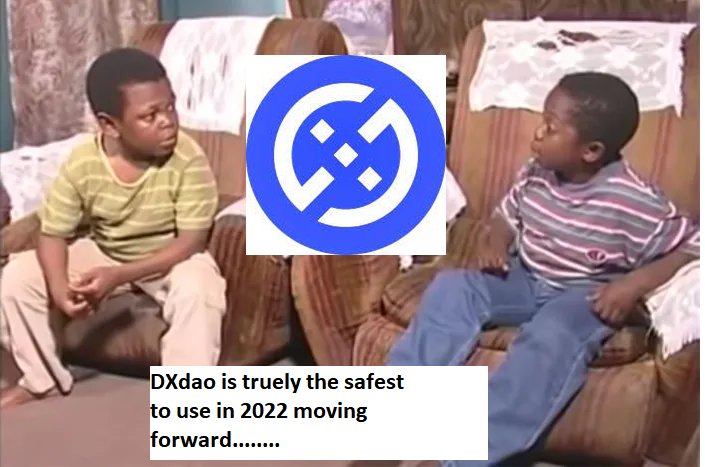 DXdao is truely the safest
to use in 2022 moving
forward........